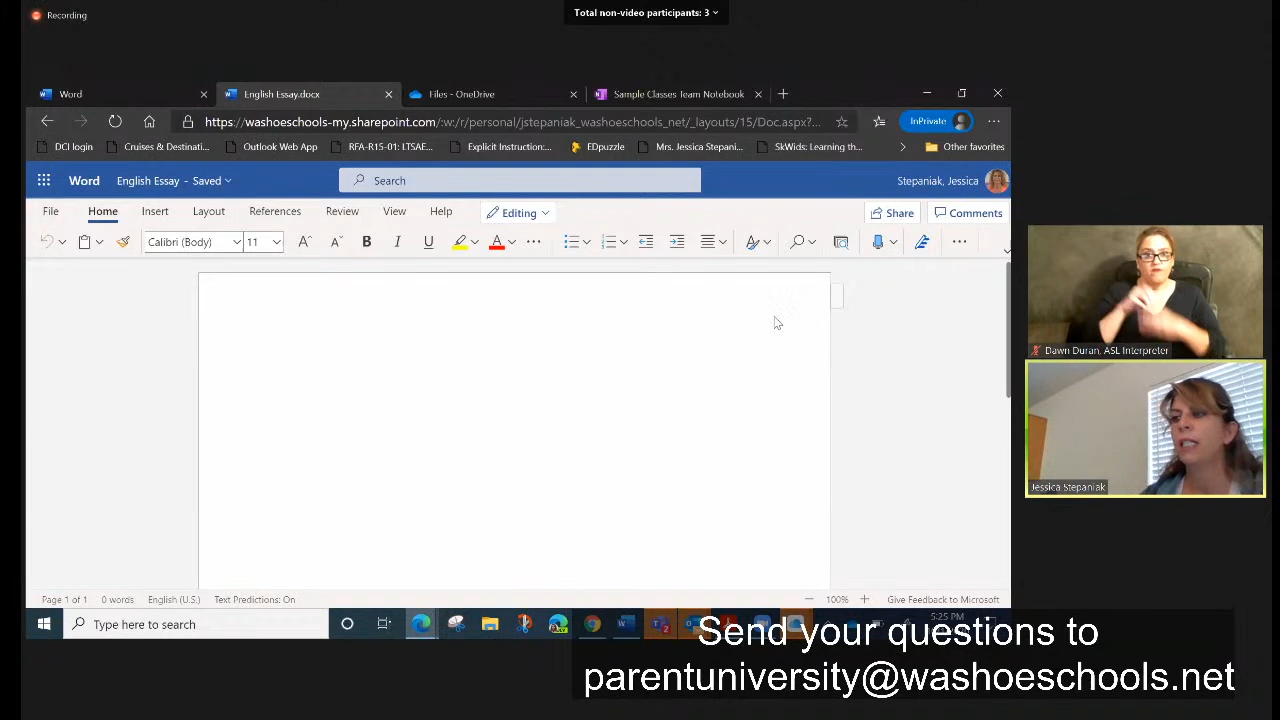 Recording
Total non-video participants: 3
Word
English Essay.docx
Files - OneDrive
Sample Classes Team Notebook
https://washoeschools-my.sharepoint.com/:w:/r/personal/jstepaniak_washoeschools_net/_layouts/15/Doc.aspx?...
InPrivate
DCI login
Cruises & Destinati...
Outlook Web App
RFA-R15-01: LTSAE...
Explicit Instruction:...
EDpuzzle
Mrs. Jessica Stepani...
SkWids: Learning th...
Other favorites
Word
English Essay - Saved
Search
Stepaniak, Jessica
File
Home
Insert
Layout
References
Review
View
Help
Editing
Share
Comments
Calibri (Body)
11
B
I
U
A
Dawn Duran, ASL Interpreter
Jessica Stepaniak
Page 1 of 1
0 words
English (U.S.)
Text Predictions: On
100%
Give Feedback to Microsoft
Type here to search
5:25 PM
Send your questions to
parentuniversity@washoeschools.net